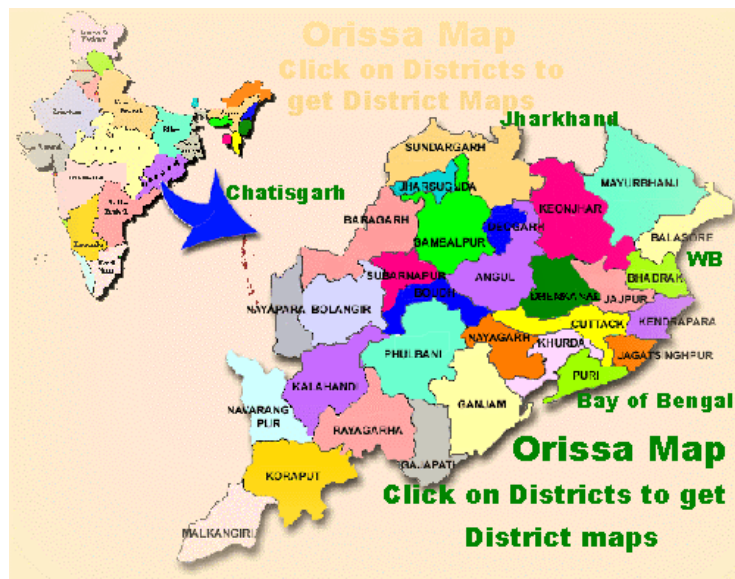 Orissa Map
Click on Districts to
get District Maps
Jharkhand
SUNDARGARH
MAYURBHANJ
JHARSUGUDA
Chatisgarh
KEONJHAR
BARAGARH
DEOGARH
SAMBALPUR
BALASORE
WB
SUBARNAPUR
ANGUL
BHADRAK
BOUDH
DHENKANAL
JAJPUR
NAYAPARA
BOLANGIR
CUTTACK
KENDRAPARA
NAYAGARH
KHURDA
PHULBANI
JAGATSINGHPUR
PURI
KALAHANDI
Bay of Bengal
GANJAM
NAVARANG
PUR
RAYAGARHA
Orissa Map
GAJAPATI
KORAPUT
Click on Districts to get
MALKANGIRI
District maps